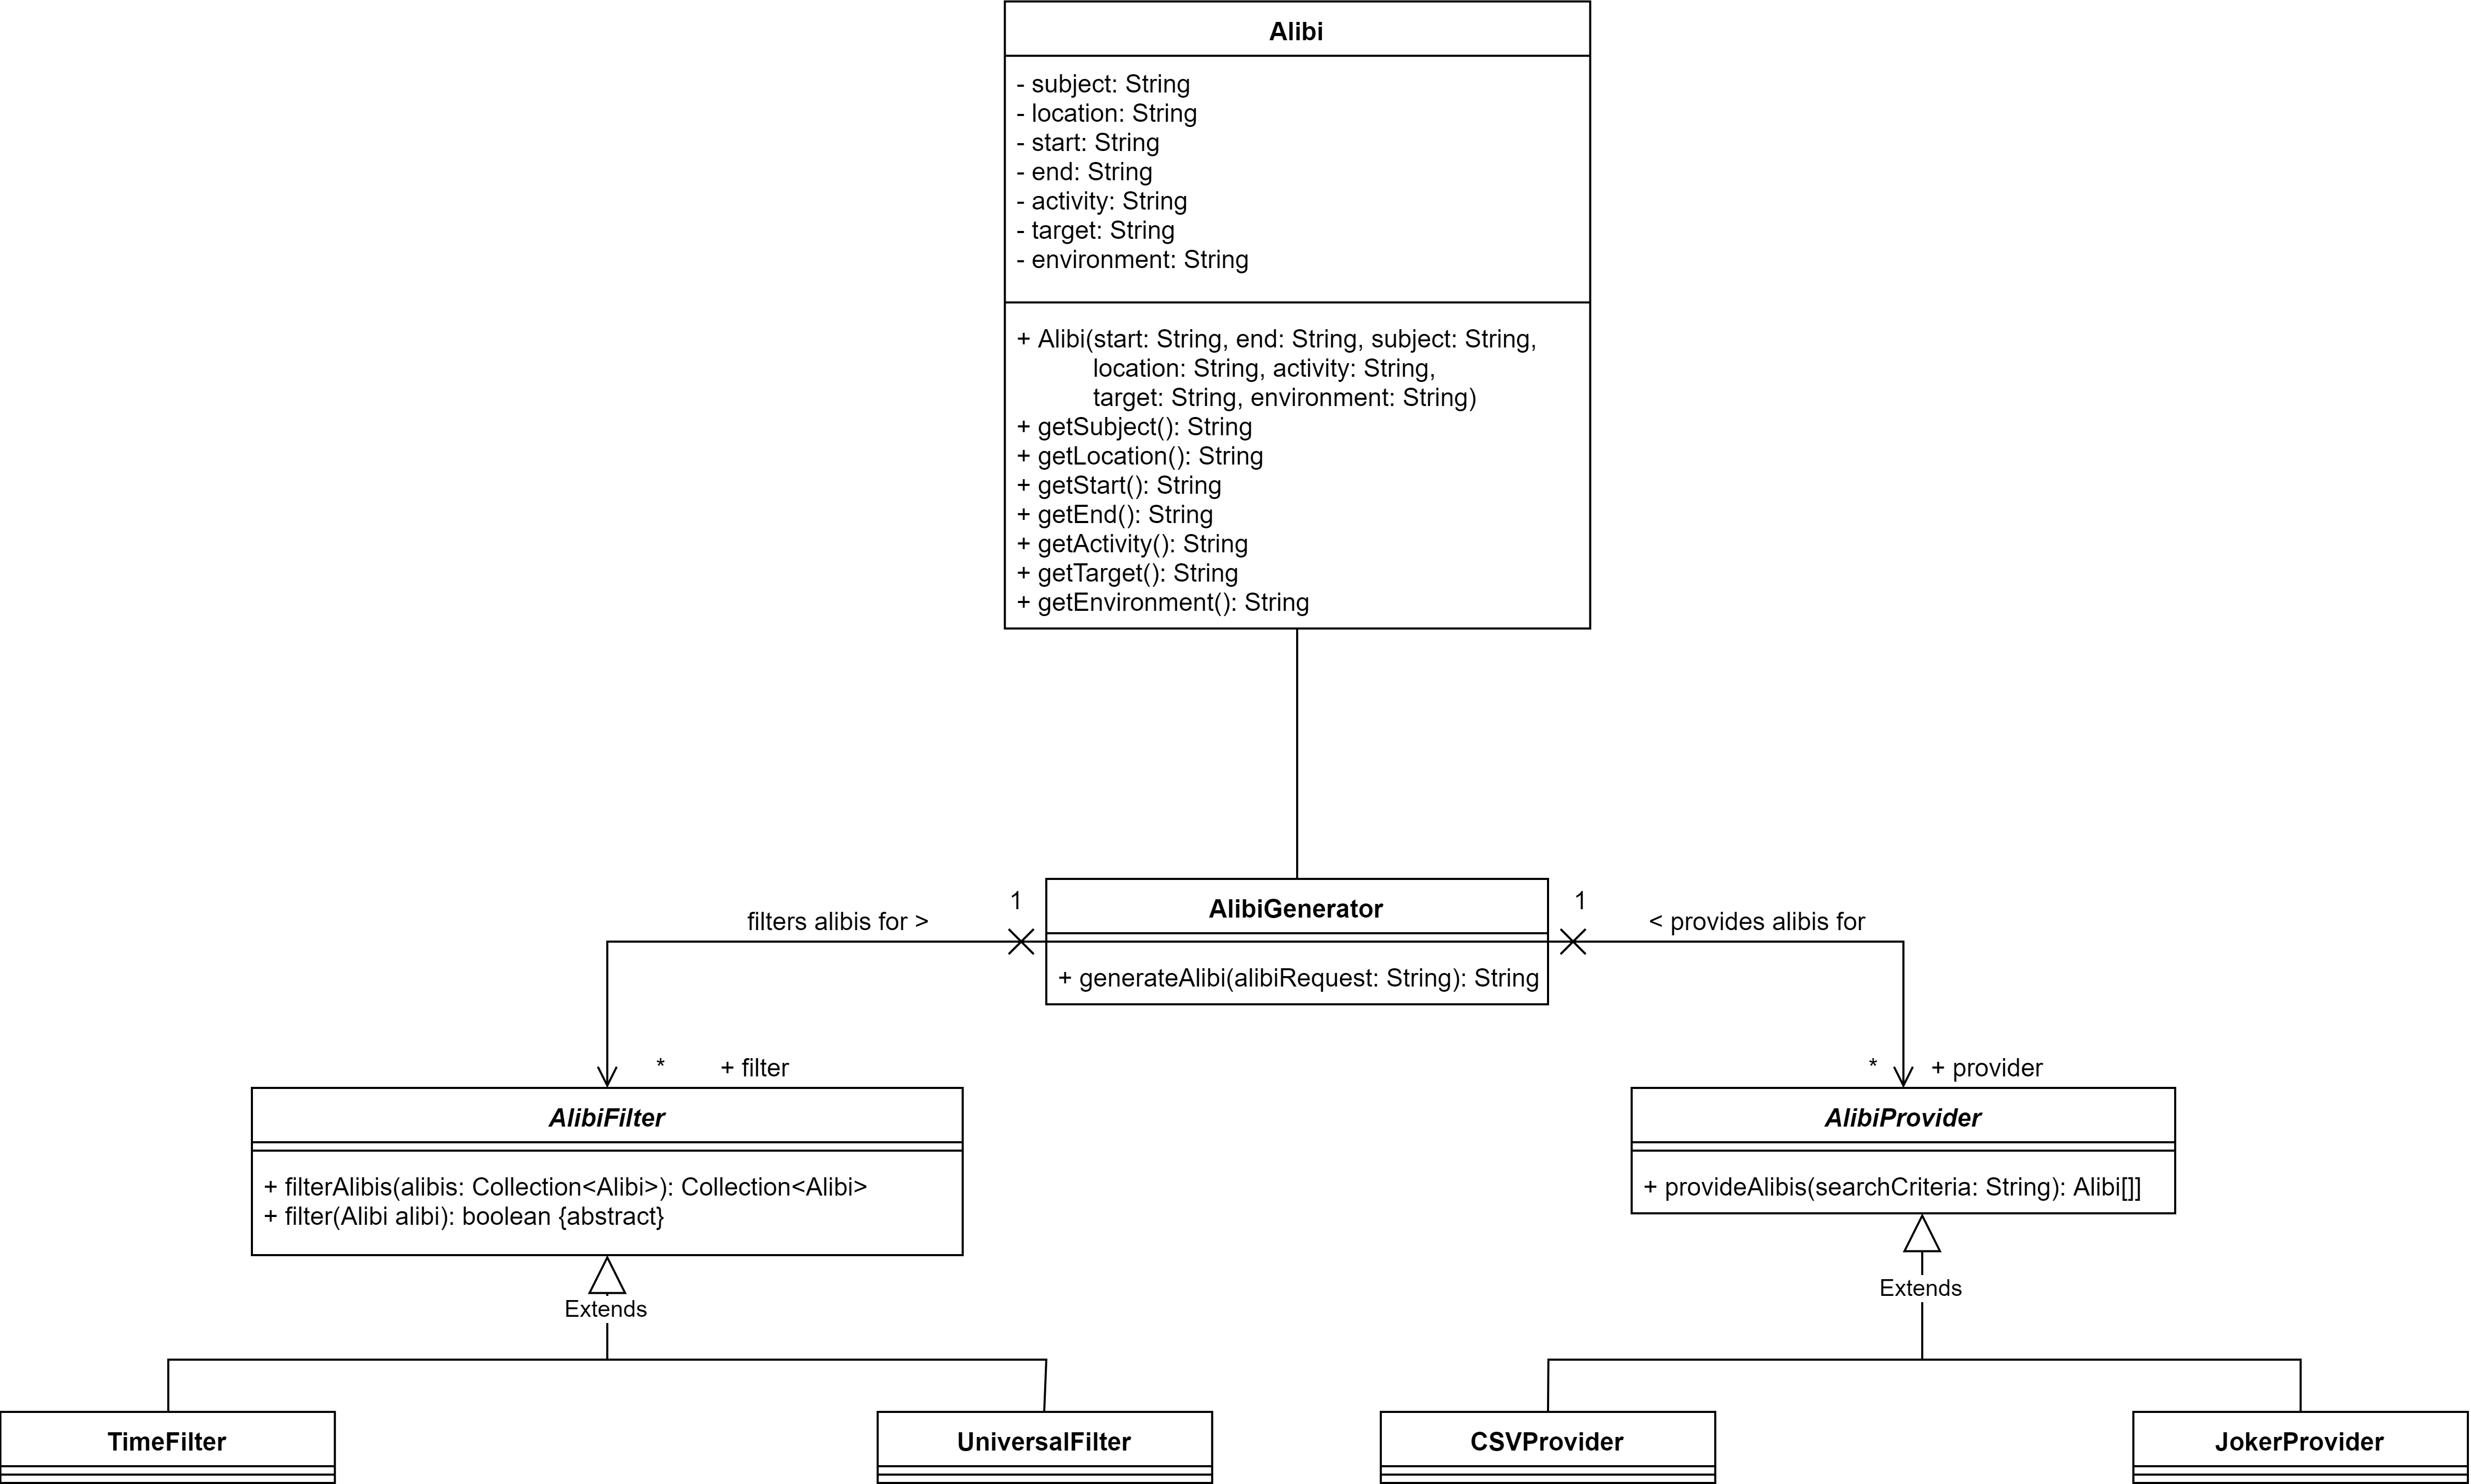 Alibi
- subject: String
- location: String
- start: String
- end: String
- activity: String
- target: String
- environment: String
+ Alibi(start: String, end: String, subject: String,
location: String, activity: String,
target: String, environment: String)
+ getSubject(): String
+ getLocation(): String
+ getStart(): String
+ getEnd(): String
+ getActivity(): String
+ getTarget(): String
+ getEnvironment(): String
filters alibis for >
1
AlibiGenerator
+ generateAlibi(alibiRequest: String): String
1
< provides alibis for
* + filter
* + provider
AlibiFilter
+ filterAlibis(alibis: Collection<Alibi>): Collection<Alibi>
+ filter(Alibi alibi): boolean {abstract}
AlibiProvider
+ provideAlibis(searchCriteria: String): Alibi[]]
Extends
Extends
TimeFilter
UniversalFilter
CSVProvider
JokerProvider